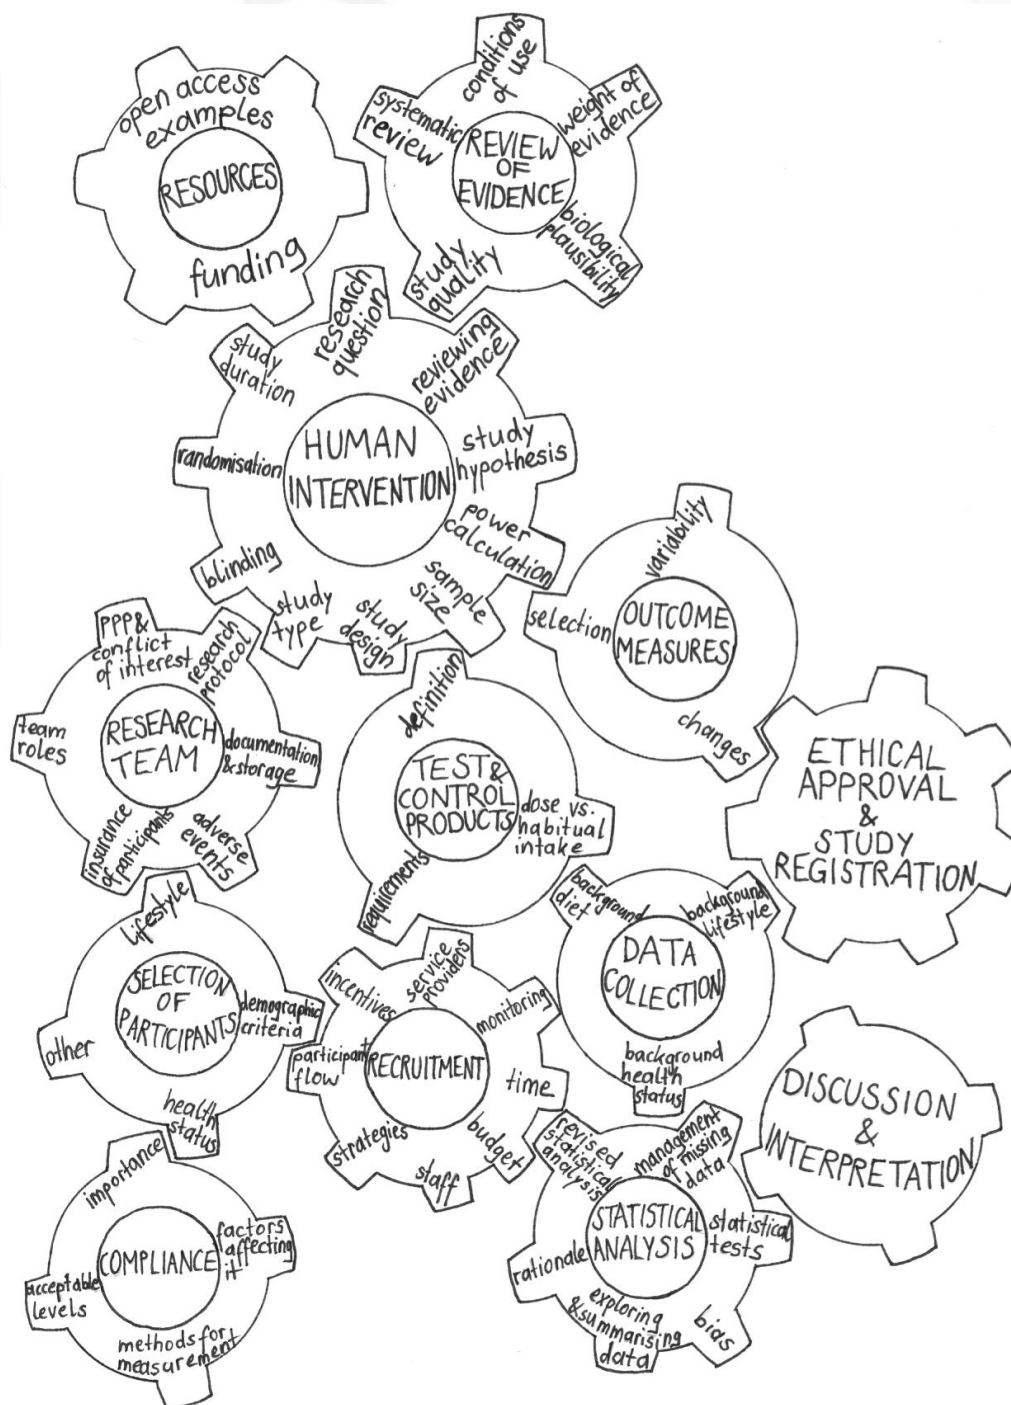 open access
examples
RESOURCES
funding
conditions
of use
weight of
evidence
systematic
review
REVIEW
OF
EVIDENCE
biological
plausibility
study
quality
research
question
reviewing
evidence
study
duration
HUMAN
INTERVENTION
study
hypothesis
randomisation
power
calculation
blinding
sample
size
study
type
study
design
variability
selection
OUTCOME
MEASURES
changes
PPP &
conflict
of interest
research
protocol
team
roles
RESEARCH
TEAM
documentation
& storage
insurance
of participants
adverse
events
definition
TEST &
CONTROL
PRODUCTS
dose vs.
habitual
intake
requirements
ETHICAL
APPROVAL
&
STUDY
REGISTRATION
lifestyle
SELECTION
OF
PARTICIPANTS
demographic
criteria
other
health
status
background
diet
background
lifestyle
DATA
COLLECTION
background
health
status
incentives
service
providers
monitoring
participant
flow
RECRUITMENT
time
strategies
staff
budget
DISCUSSION
&
INTERPRETATION
importance
COMPLIANCE
factors
affecting
it
acceptable
levels
methods for
measurement
revised
statistical
analysis
management
of missing
data
STATISTICAL
ANALYSIS
statistical
tests
rationale
exploring
& summarising
data
bias